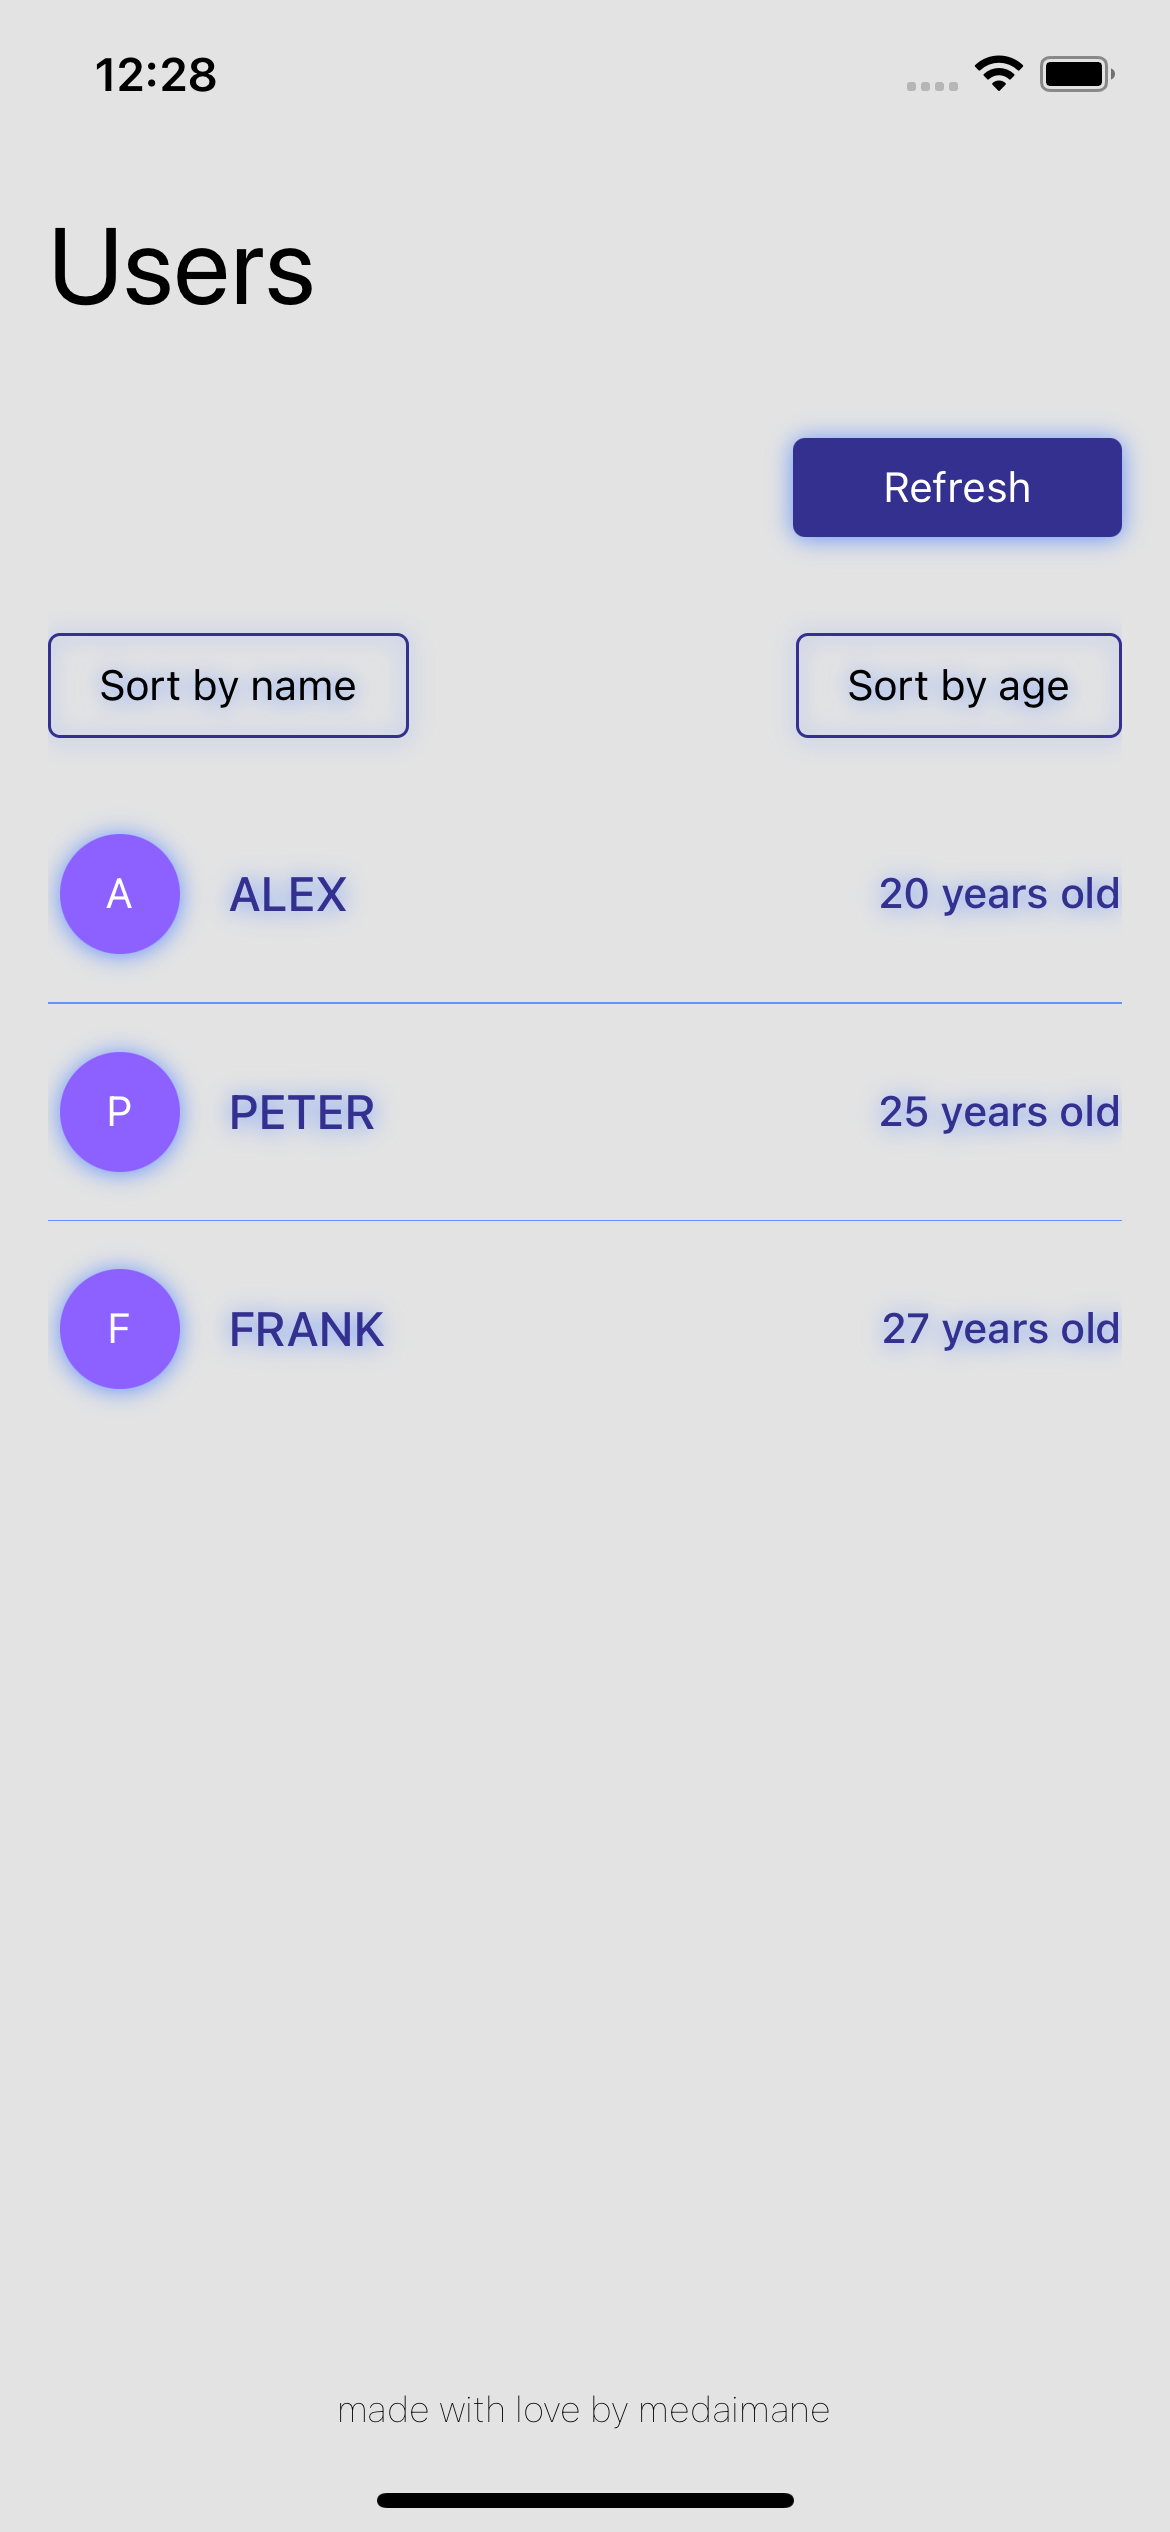 12:28
Users
Refresh
Sort by name
Sort by age
A
ALEX
20 years old
P
PETER
25 years old
F
FRANK
27 years old
made with love by medaimane